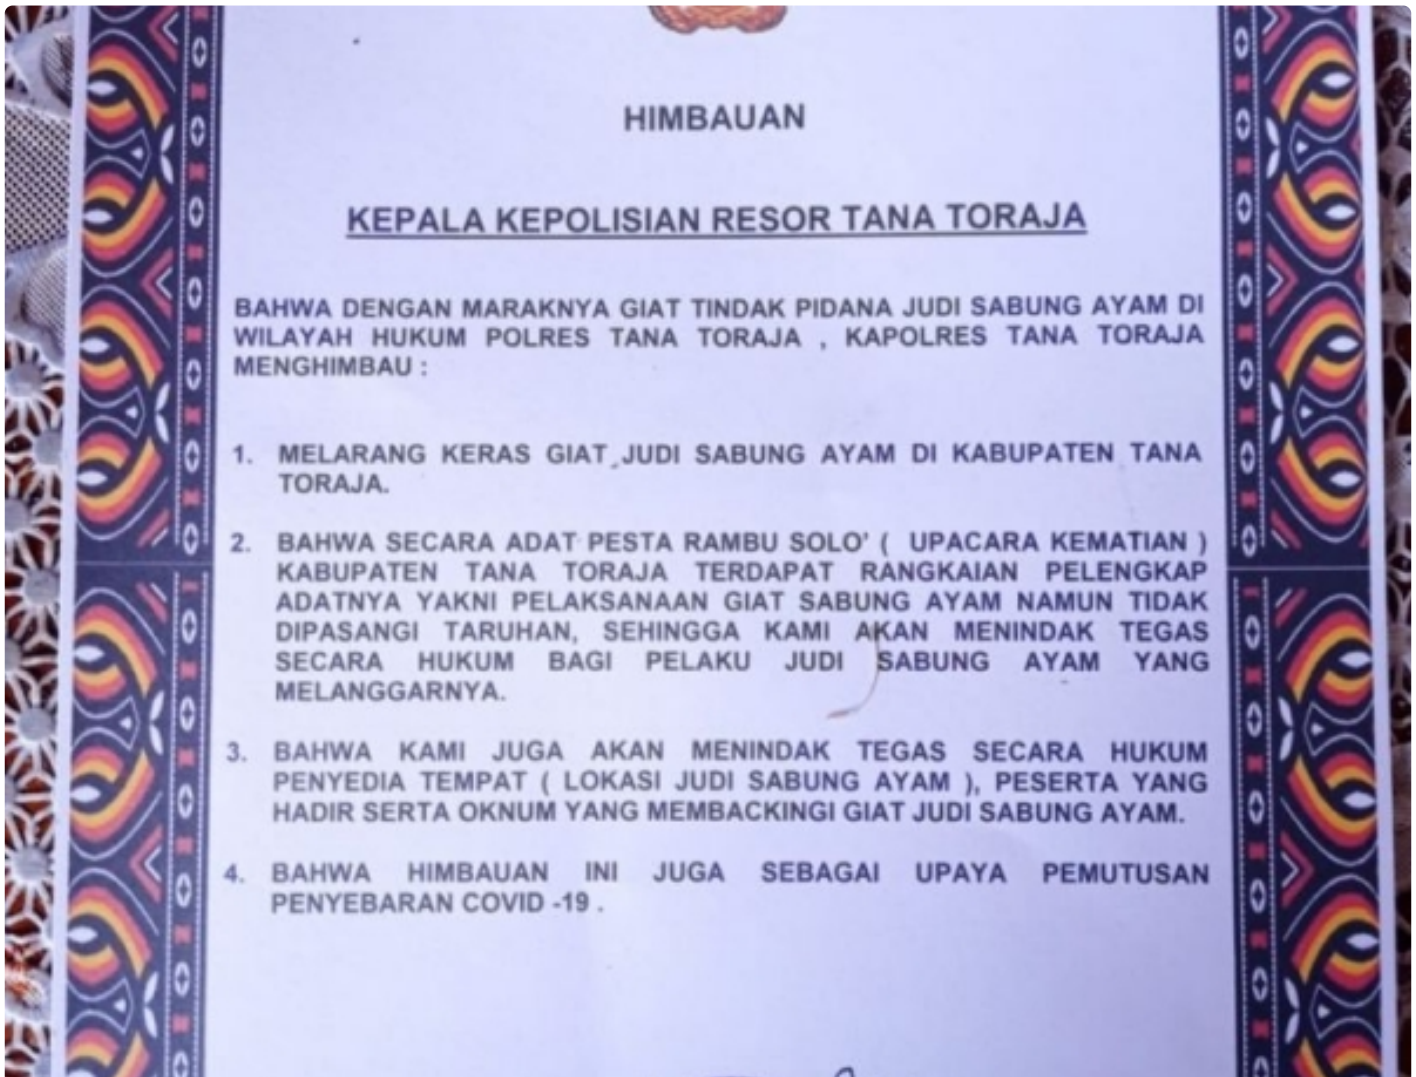 HIMBAUAN
KEPALA KEPOLISIAN RESOR TANA TORAJA
BAHWA DENGAN MARAKNYA GIAT TINDAK PIDANA JUDI SABUNG AYAM DI
WILAYAH HUKUM POLRES TANA TORAJA , KAPOLRES TANA TORAJA
MENGHIMBAU :
1. MELARANG KERAS GIAT JUDI SABUNG AYAM DI KABUPATEN TANA
TORAJA.
2. BAHWA SECARA ADAT PESTA RAMBU SOLO' ( UPACARA KEMATIAN )
KABUPATEN TANA TORAJA TERDAPAT RANGKAIAN PELENGKAP
ADATNYA YAKNI PELAKSANAAN GIAT SABUNG AYAM NAMUN TIDAK
DIPASANGI TARUHAN, SEHINGGA KAMI AKAN MENINDAK TEGAS
SECARA HUKUM BAGI PELAKU JUDI SABUNG AYAM YANG
MELANGGARNYA.
3. BAHWA KAMI JUGA AKAN MENINDAK TEGAS SECARA HUKUM
PENYEDIA TEMPAT ( LOKASI JUDI SABUNG AYAM ), PESERTA YANG
HADIR SERTA OKNUM YANG MEMBACKINGI GIAT JUDI SABUNG AYAM.
4. BAHWA HIMBAUAN INI JUGA SEBAGAI UPAYA PEMUTUSAN
PENYEBARAN COVID -19 .